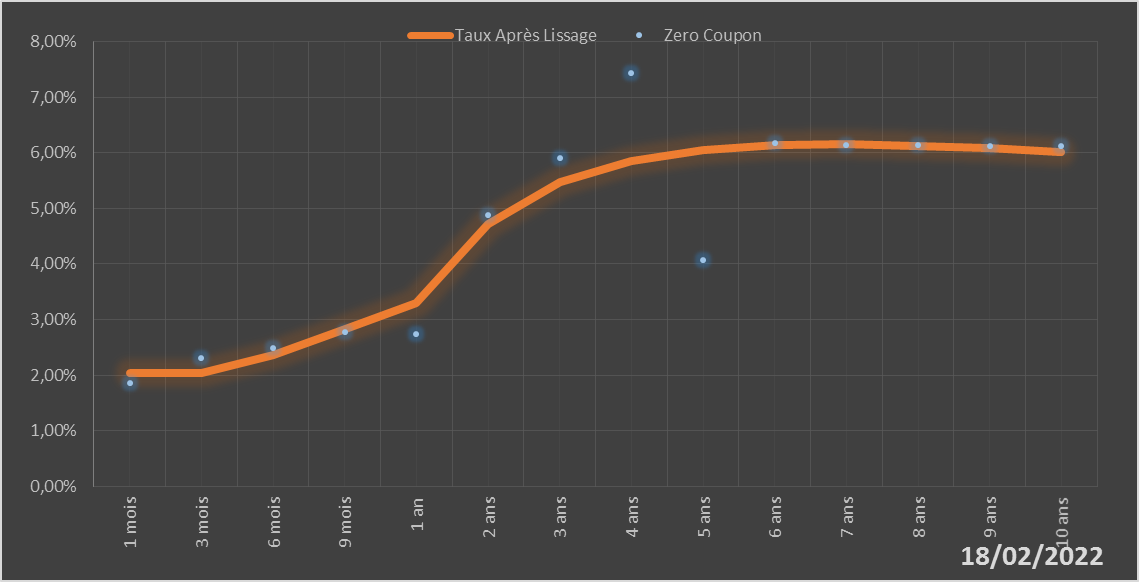 Taux Après Lissage
Zero Coupon
8,00%
7,00%
6,00%
5,00%
4,00%
3,00%
2,00%
1,00%
0,00%
1 mois
3 mois
6 mois
9 mois
1 an
2 ans
3 ans
4 ans
5 ans
6 ans
7 ans
8 ans
9 ans
10 ans
18/02/2022